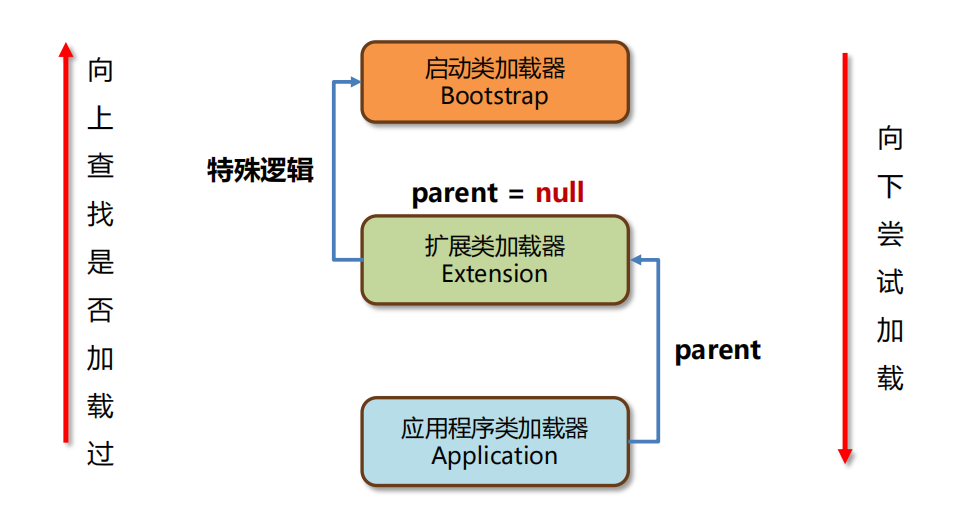 向上查找是否加载过
启动类加载器
Bootstrap
特殊逻辑
parent = null
扩展类加载器
Extension
parent
应用程序类加载器
Application
向下尝试加载